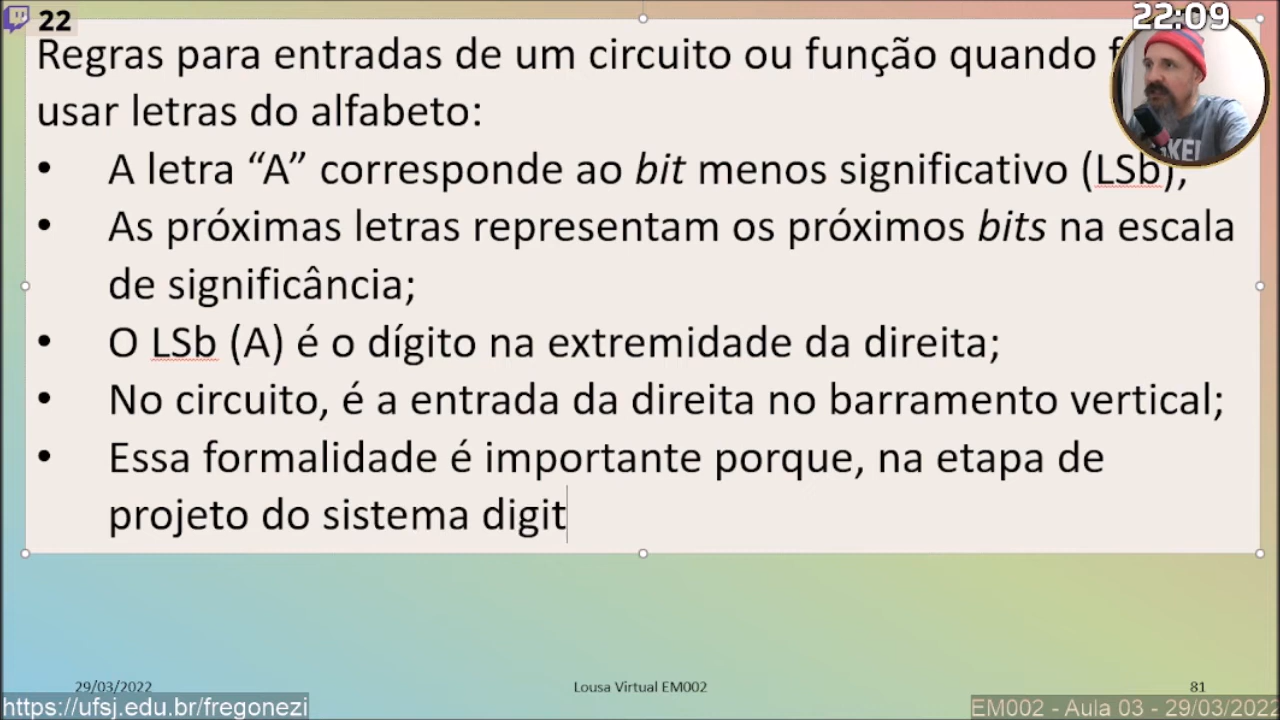 22
22:09
Regras para entradas de um circuito ou função quando
usar letras do alfabeto:
• A letra “A” corresponde ao bit menos significativo (LSb);
• As próximas letras representam os próximos bits na escala
de significância;
• O LSb (A) é o dígito na extremidade da direita;
• No circuito, é a entrada da direita no barramento vertical;
• Essa formalidade é importante porque, na etapa de
projeto do sistema digit
29/03/2022
Lousa Virtual EM002
81
https://ufsj.edu.br/fregonezi
EM002 - Aula 03 - 29/03/2022